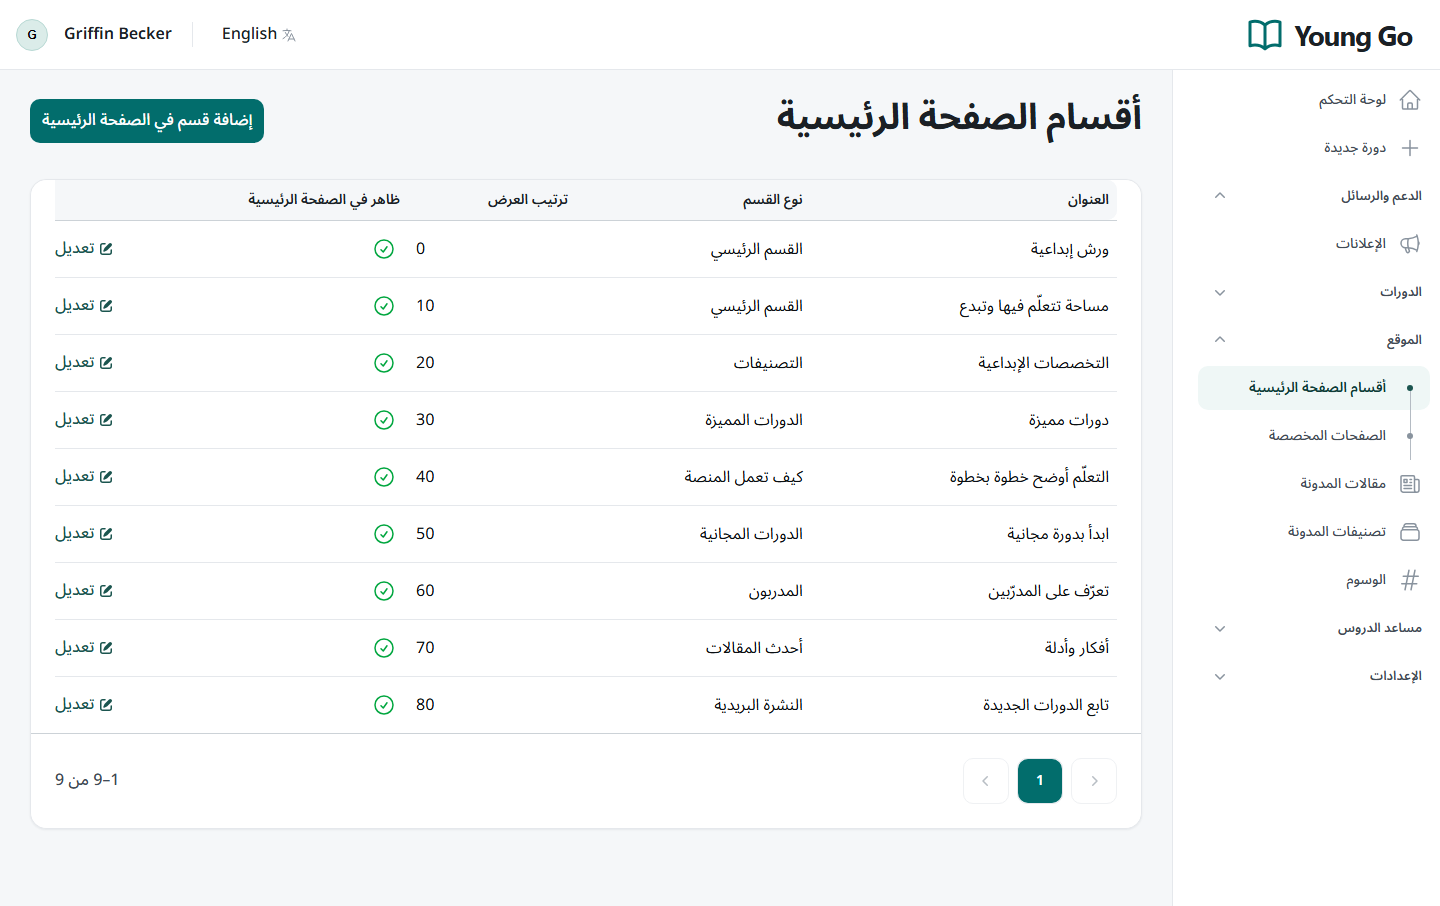 Young Go
English
Griffin Becker
G
لوحة التحكم
دورة جديدة
الدعم والرسائل
الإعلانات
الدورات
الموقع
أقسام الصفحة الرئيسية
الصفحات المخصصة
مقالات المدونة
تصنيفات المدونة
الوسوم
مساعد الدروس
الإعدادات
أقسام الصفحة الرئيسية
إضافة قسم في الصفحة الرئيسية
العنوان نوع القسم ترتيب العرض ظاهر في الصفحة الرئيسية
ورش إبداعية القسم الرئيسي 0 تعديل
مساحة تتعلّم فيها وتبدع القسم الرئيسي 10 تعديل
التخصصات الإبداعية التصنيفات 20 تعديل
دورات مميزة الدورات المميزة 30 تعديل
التعلّم أوضح خطوة بخطوة كيف تعمل المنصة 40 تعديل
ابدأ بدورة مجانية الدورات المجانية 50 تعديل
تعرّف على المدرّبين المدربون 60 تعديل
أفكار وأدلة أحدث المقالات 70 تعديل
تابع الدورات الجديدة النشرة البريدية 80 تعديل
1
1–9 من 9